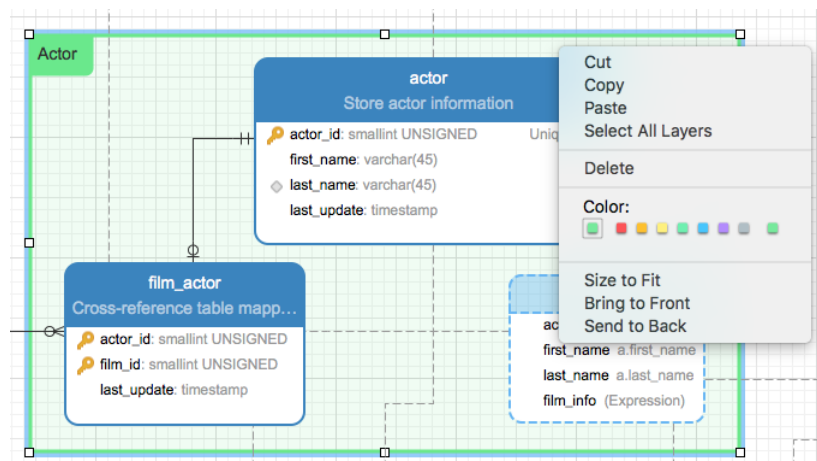 Actor
actor
Store actor information
actor_id: smallint UNSIGNED
first_name: varchar(45)
last_name: varchar(45)
last_update: timestamp
Cut
Copy
Paste
Select All Layers
Delete
Color:
Size to Fit
Bring to Front
Send to Back
film_actor
Cross-reference table mapp...
actor_id: smallint UNSIGNED
film_id: smallint UNSIGNED
last_update: timestamp
first_name a.first_name
last_name a.last_name
film_info (Expression)